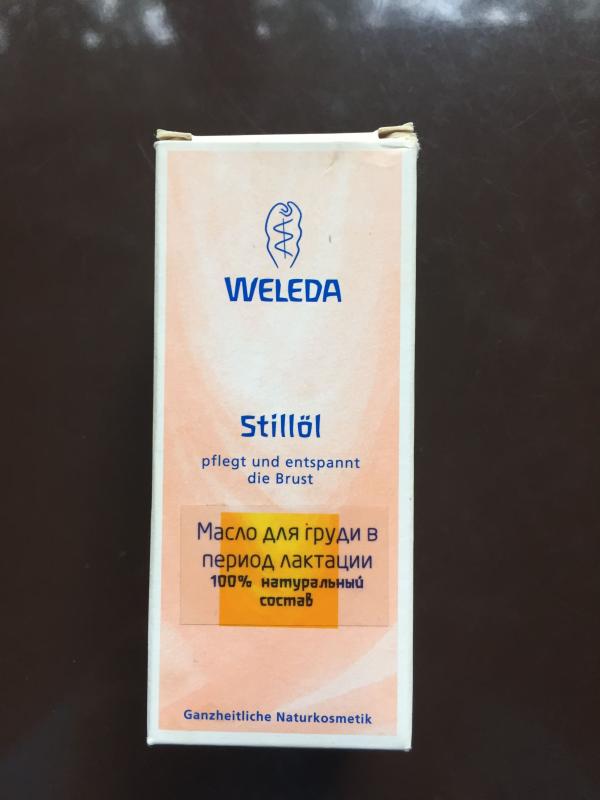 WELEDA
Stillöl
pflegt und entspannt
die Brust
Масло для груди в
период лактации
100% натуральный
состав
Ganzheitliche Naturkosmetik